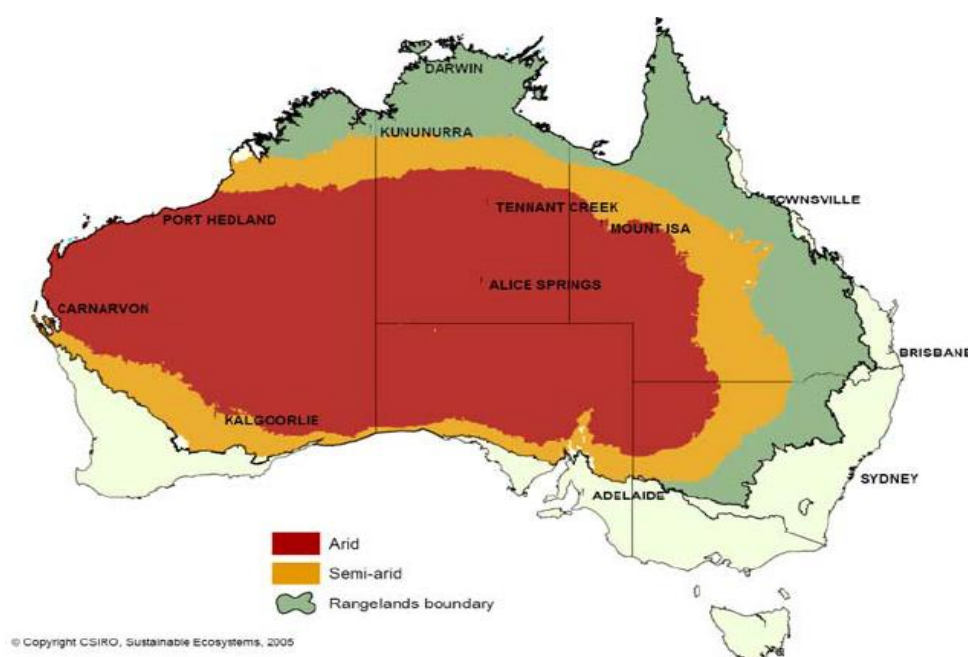 DARWIN
KUNUNURRA
TOWNSVILLE
PORT HEDLAND
TENNANT CREEK
MOUNT ISA
ALICE SPRINGS
CARNARVON
BRISBANE
KALGOORLIE
SYDNEY
ADELAIDE
Arid
Semi-arid
Rangelands boundary
© Copyright CSIRO, Sustainable Ecosystems, 2005